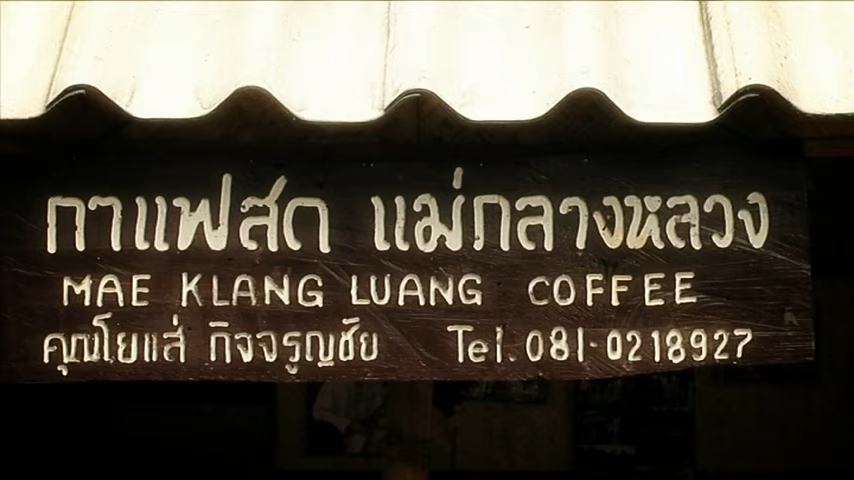 กาแฟสด แม่กลางหลวง
MAE KLANG LUANG COFFEE
คุณโยแส่ กิจจรูญชัย Tel. 081-0218927